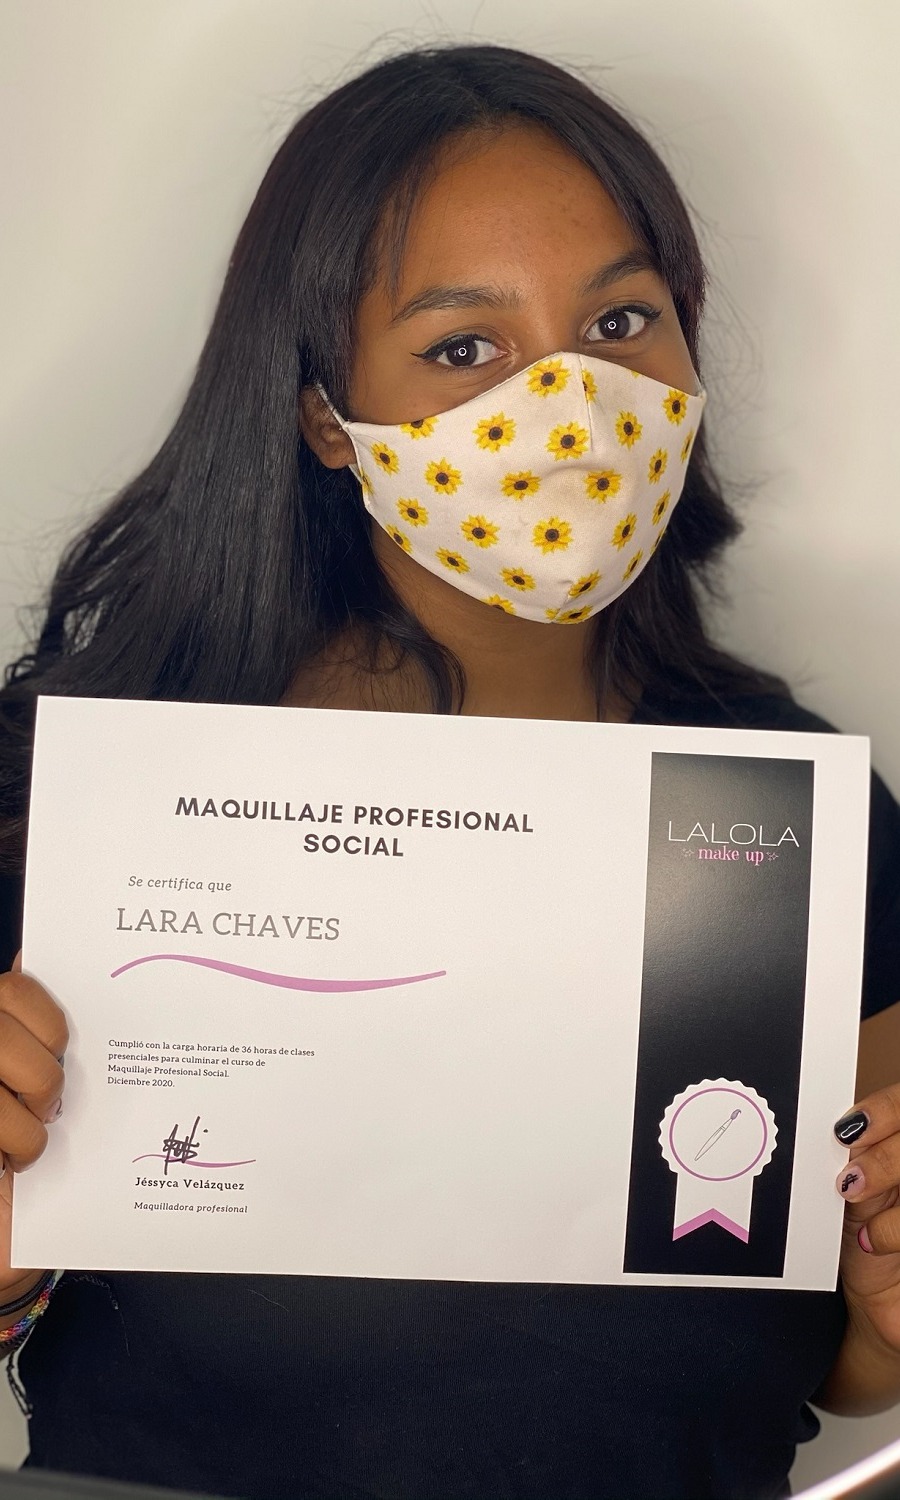 MAQUILLAJE PROFESIONAL
SOCIAL
Se certifica que
LARA CHAVES
Cumplió con la carga horaria de 36 horas de clases
presenciales para culminar el curso de
Maquillaje Profesional Social.
Diciembre 2020.
Jéssyca Velázquez
Maquilladora profesional
LALOLA
make up